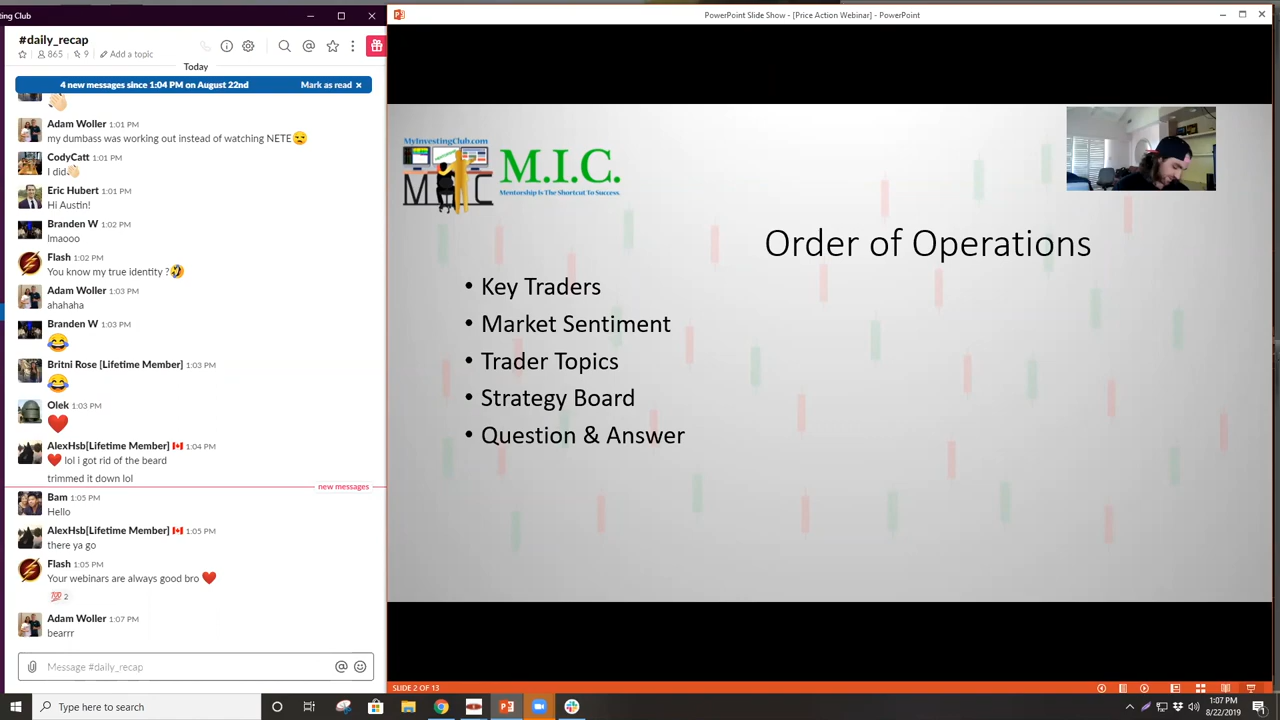 ting Club
#daily_recap
865
9
Add a topic
Today
4 new messages since 1:04 PM on August 22nd
Mark as read
Adam Woller 1:01 PM
my dumbass was working out instead of watching NETE
CodyCatt 1:01 PM
I did
Eric Hubert 1:01 PM
Hi Austin!
Branden W 1:02 PM
lmaooo
Flash 1:02 PM
You know my true identity ?
Adam Woller 1:03 PM
ahahaha
Branden W 1:03 PM
Britni Rose [Lifetime Member] 1:03 PM
Olek 1:03 PM
AlexHsb[Lifetime Member] 1:04 PM
lol i got rid of the beard
trimmed it down lol
new messages
Bam 1:05 PM
Hello
AlexHsb[Lifetime Member] 1:05 PM
there ya go
Flash 1:05 PM
Your webinars are always good bro
2
Adam Woller 1:07 PM
bearrr
Message #daily_recap
PowerPoint Slide Show - [Price Action Webinar] - PowerPoint
MyInvestingClub.com
MIC
M.I.C.
Mentorship Is The Shortcut To Success.
Order of Operations
• Key Traders
• Market Sentiment
• Trader Topics
• Strategy Board
• Question & Answer
SLIDE 2 OF 13
Type here to search
1:07 PM
8/22/2019